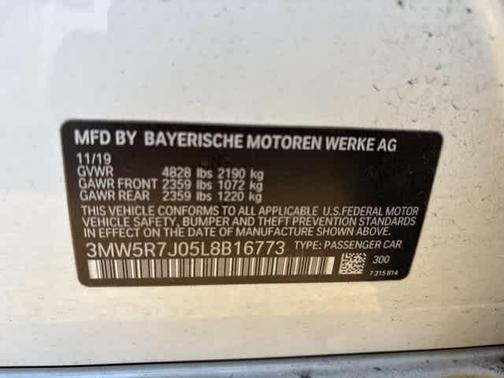 MFD BY BAYERISCHE MOTOREN WERKE AG
11/19
GVWR 4828 lbs 2190 kg
GAWR FRONT 2359 lbs 1072 kg
GAWR REAR 2359 lbs 1220 kg
THIS VEHICLE CONFORMS TO ALL APPLICABLE U.S. FEDERAL MOTOR
VEHICLE SAFETY, BUMPER, AND THEFT PREVENTION STANDARDS
IN EFFECT ON THE DATE OF MANUFACTURE SHOWN ABOVE.
3MW5R7J05L8B16773 TYPE: PASSENGER CAR
300
7 315 814